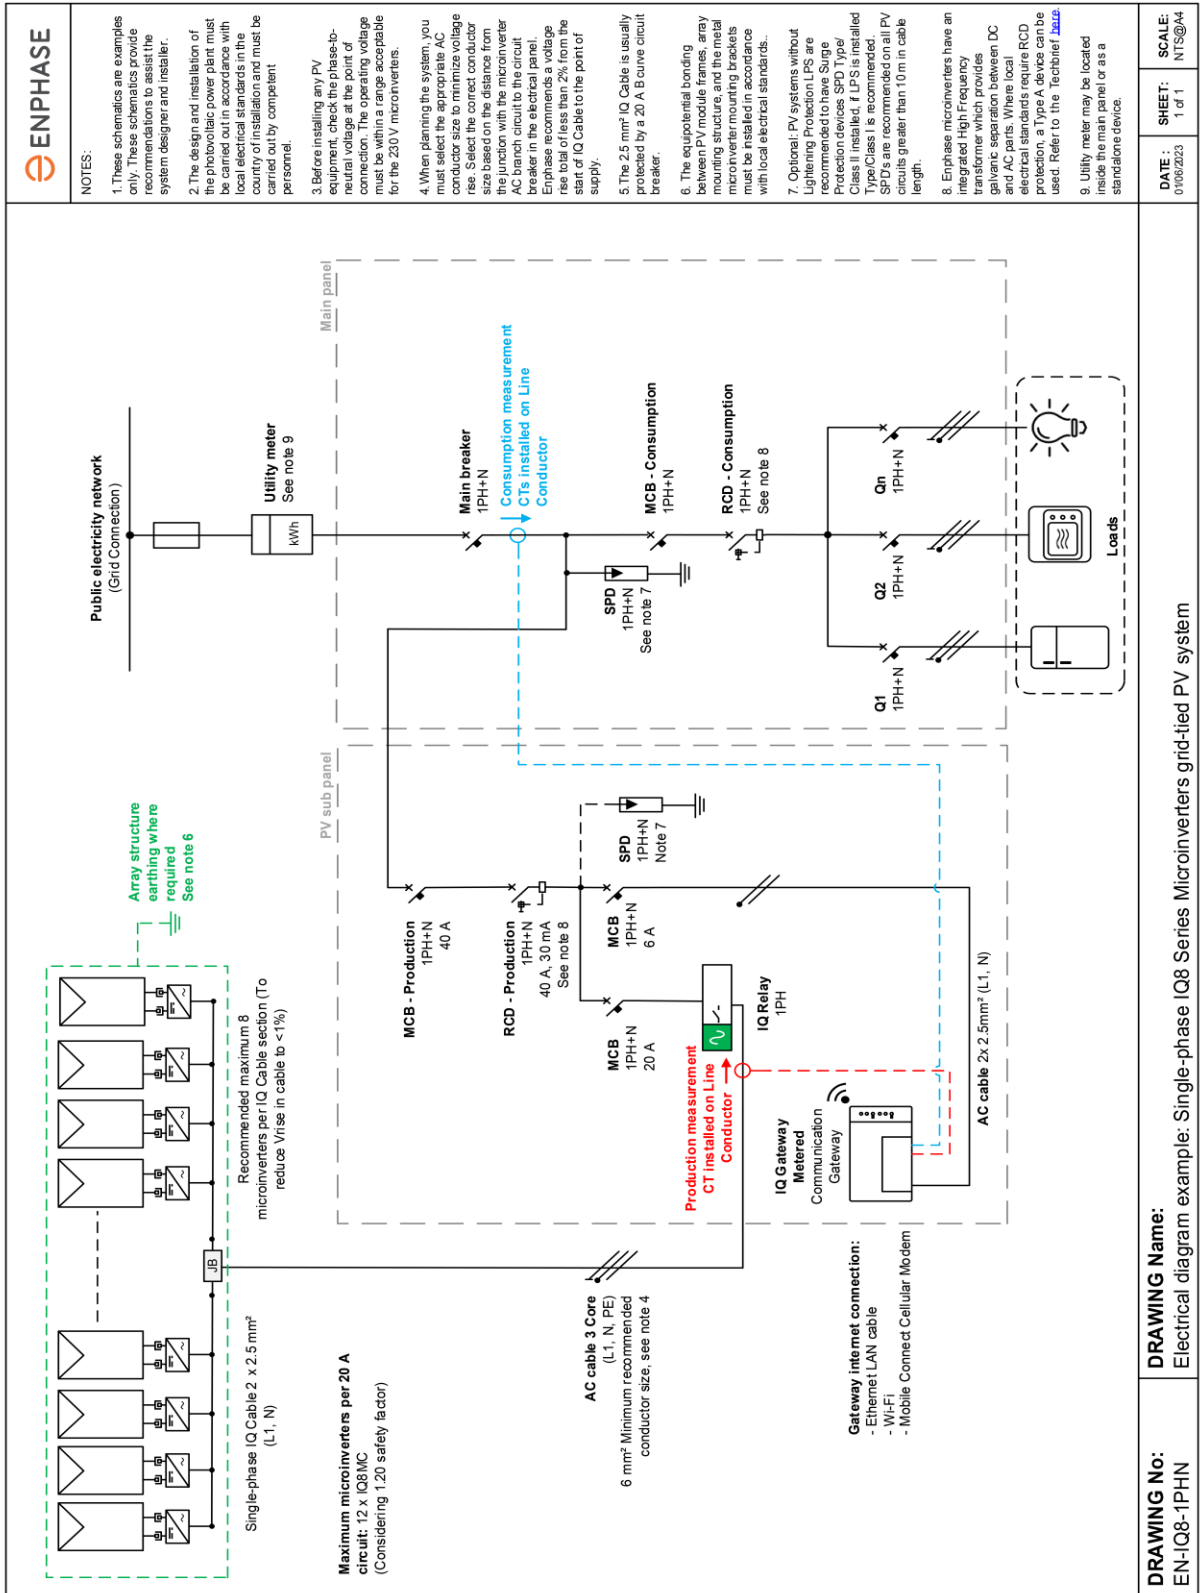 ENPHASE
NOTES:
1. These schematics are examples
only. These schematics provide
recommendations to assist the
system designer and installer.
2. The design and installation of
the photovoltaic power plant must
be carried out in accordance with
local electrical standards in the
county of installation and must be
carried out by competent
personnel.
3. Before installing any PV
equipment, check the phase-to-
neutral voltage at the point of
connection. The operating voltage
must be within a range acceptable
for the 230 V microinverters.
4. When planning the system, you
must select the appropriate AC
conductor size to minimize voltage
rise. Select the correct conductor
size based on the distance from
the junction with the microinverter
AC branch circuit to the circuit
breaker in the electrical panel.
Enphase recommends a voltage
rise total of less than 2% from the
start of IQ Cable to the point of
supply.
5. The 2.5 mm² IQ Cable is usually
protected by a 20 A B curve circuit
breaker.
6. The equipotential bonding
between PV module frames, array
mounting structure, and the metal
microinverter mounting brackets
must be installed in accordance
with local electrical standards..
7. Optional: PV systems without
Lightening Protection LPS are
recommended to have Surge
Protection devices SPD Type/
Class II installed, if LPS is installed
Type/Class I is recommended.
SPD's are recommended on all PV
circuits greater than 10 m in cable
length.
8. Enphase microinverters have an
integrated High Frequency
transformer which provides
galvanic separation between DC
and AC parts. Where local
electrical standards require RCD
protection, a Type A device can be
used. Refer to the Techbrief here.
9. Utility meter may be located
inside the main panel or as a
standalone device.
Array structure
earthing where
required
See note 6
Recommended maximum 8
microinverters per IQ Cable section (To
reduce Vrise in cable to <1%)
JB
Single-phase IQ Cable 2 x 2.5 mm²
(L1, N)
Maximum microinverters per 20 A
circuit: 12 x IQ8MC
(Considering 1.20 safety factor)
AC cable 3 Core
(L1, N, PE)
6 mm² Minimum recommended
conductor size, see note 4
Gateway internet connection:
- Ethernet LAN cable
- Wi-Fi
- Mobile Connect Cellular Modem
PV sub panel
MCB - Production
1PH+N
40 A
RCD - Production
1PH+N
40 A, 30 mA
See note 8
MCB
1PH+N
20 A
MCB
1PH+N
6 A
SPD
1PH+N
Note 7
IQ Relay
1PH
Production measurement
CT installed on Line
Conductor
IQ Gateway
Metered
Communication
Gateway
AC cable 2x 2.5mm² (L1, N)
Public electricity network
(Grid Connection)
Utility meter
See note 9
kWh
Main panel
Main breaker
1PH+N
Consumption measurement
CTs installed on Line
Conductor
SPD
1PH+N
See note 7
MCB - Consumption
1PH+N
RCD - Consumption
1PH+N
See note 8
Q1
1PH+N
Q2
1PH+N
Qn
1PH+N
Loads
DRAWING No:
EN-IQ8-1PHN
DRAWING Name:
Electrical diagram example: Single-phase IQ8 Series Microinverters grid-tied PV system
DATE:
01/06/2023
SHEET:
1 of 1
SCALE:
NTS@A4